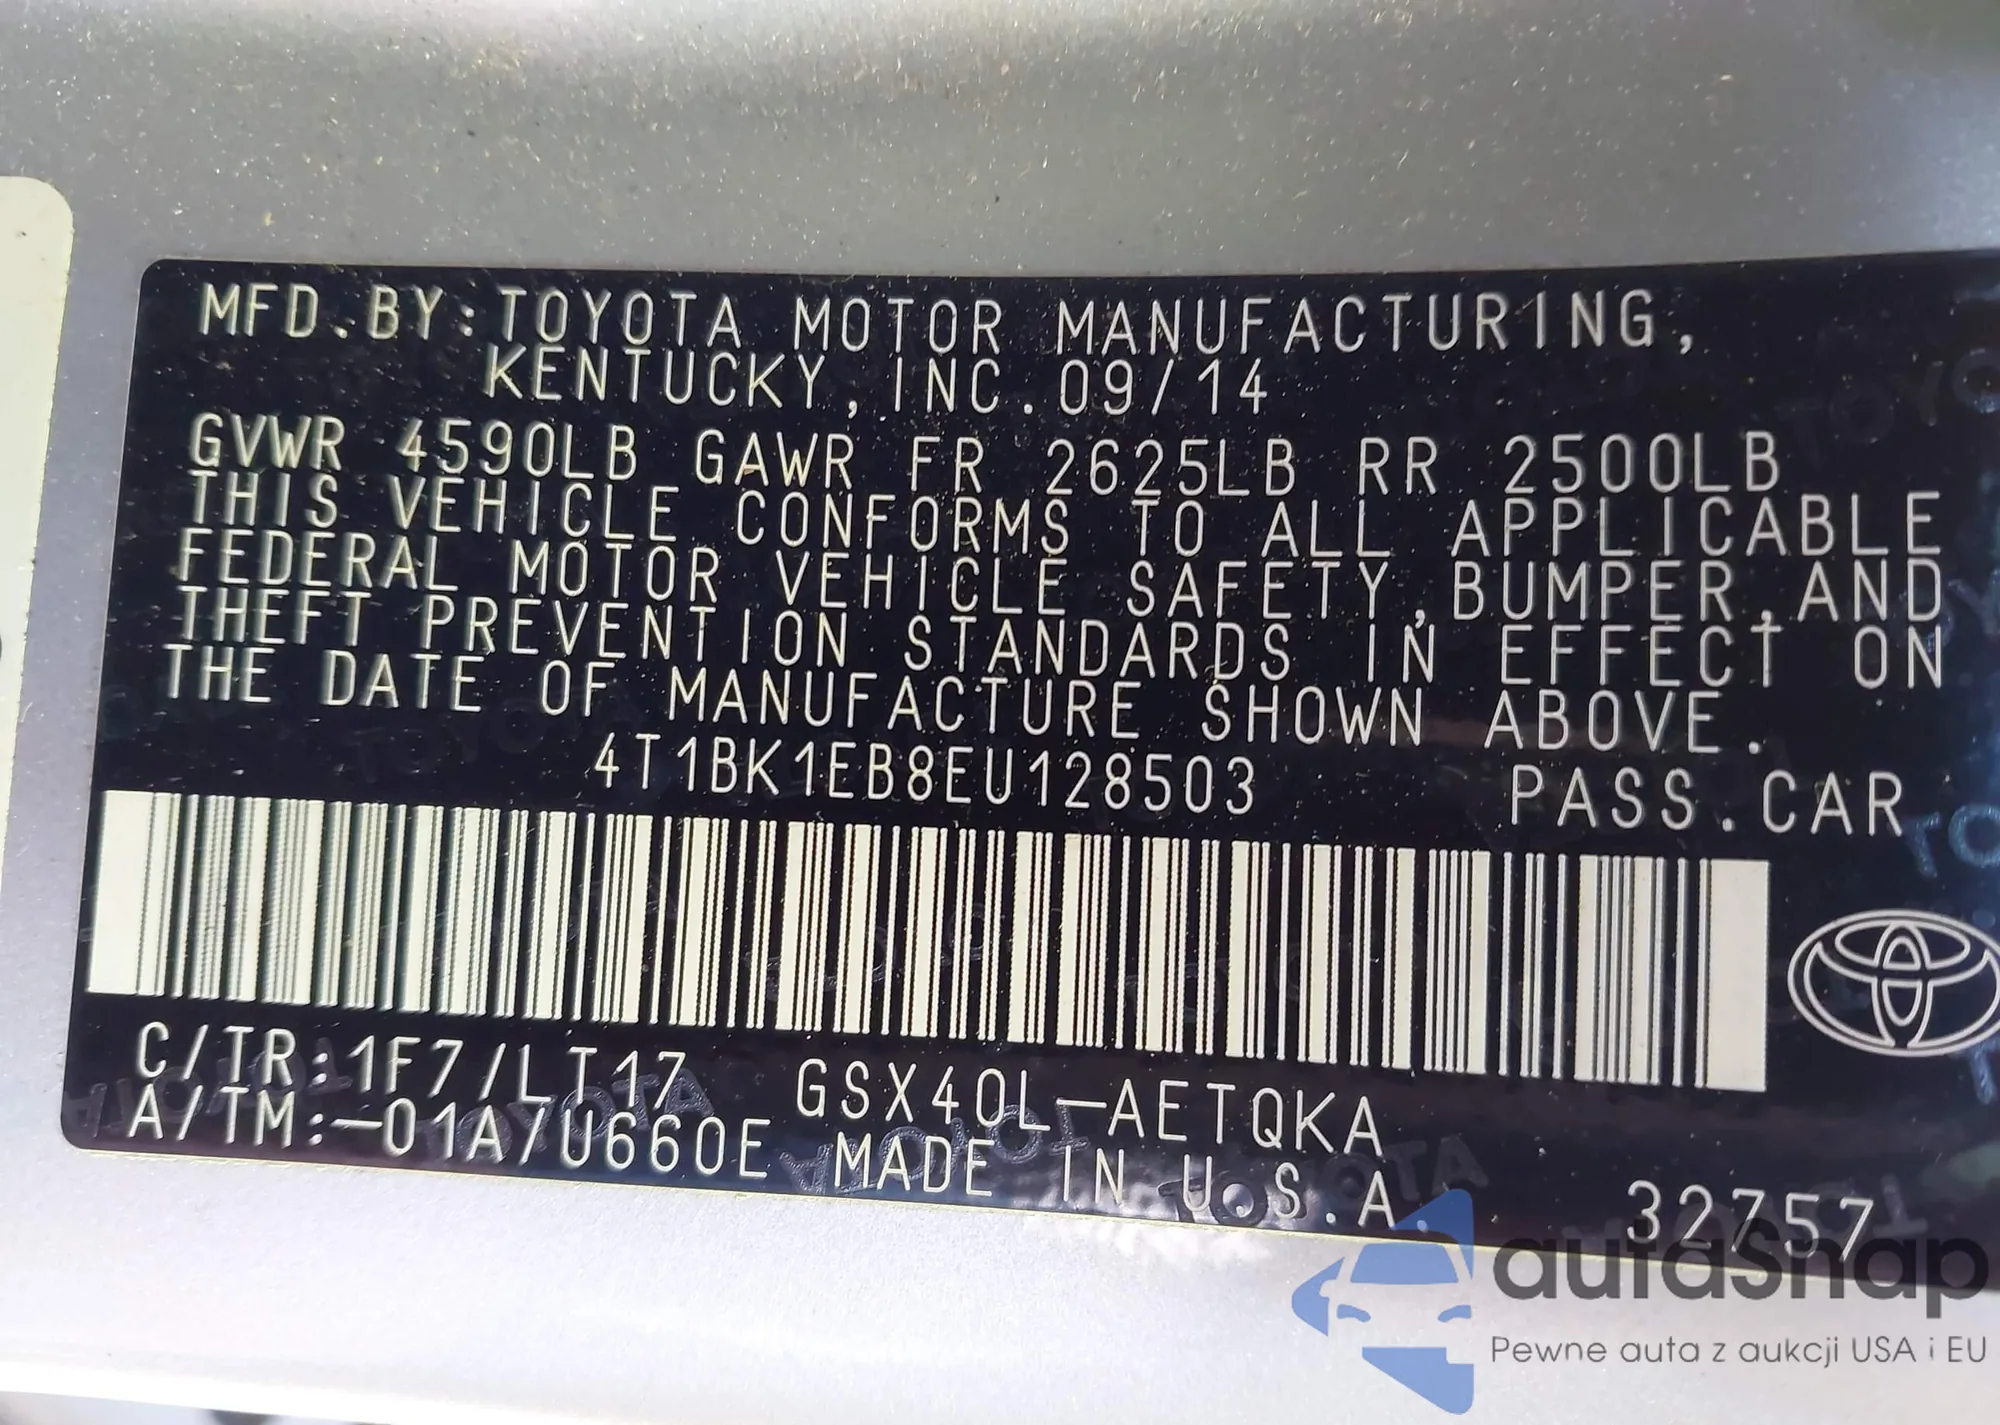 MFD.BY:TOYOTA MOTOR MANUFACTURING,
KENTUCKY,INC.09/14
GVWR 4590LB GAWR FR 2625LB RR 2500LB
THIS VEHICLE CONFORMS TO ALL APPLICABLE
FEDERAL MOTOR VEHICLE SAFETY,BUMPER,AND
THEFT PREVENTION STANDARDS IN EFFECT ON
THE DATE OF MANUFACTURE SHOWN ABOVE.
4T1BK1EB8EU128503 PASS.CAR
C/TR:1F7/LT17 GSX40L-AETQKA
A/TM:-01A/U660E MADE IN U.S.A. 32757
autaSnap
Pewne auta z aukcji USA i EU